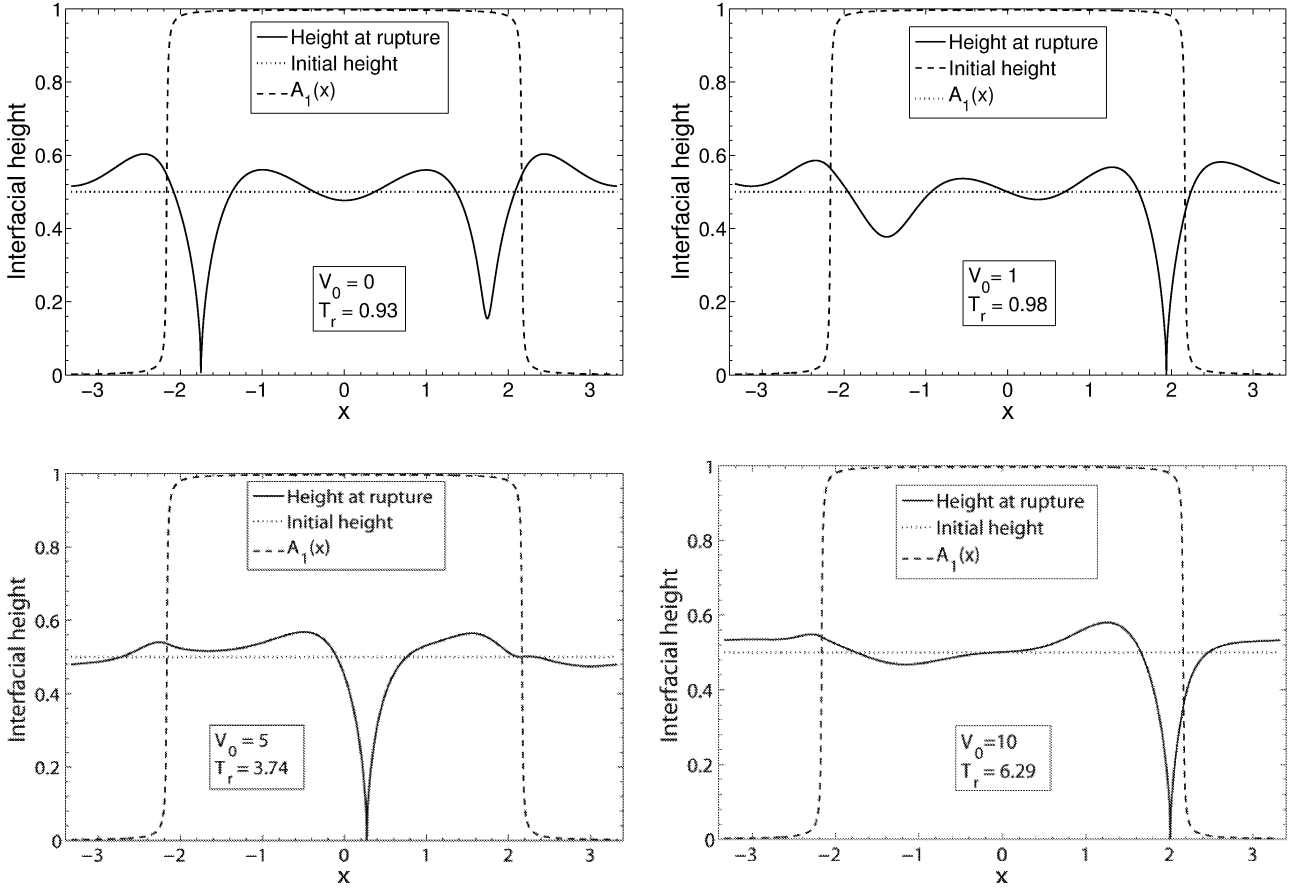 1
0.8
0.6
0.4
0.2
0
Interfacial height
Height at rupture
Initial height
A1(x)
V0 = 0
Tr = 0.93
−3 −2 −1 0 1 2 3
x
1
0.8
0.6
0.4
0.2
0
Interfacial height
Height at rupture
Initial height
A1(x)
V0= 1
Tr = 0.98
−3 −2 −1 0 1 2 3
x
1
0.8
0.6
0.4
0.2
0
Interfacial height
Height at rupture
Initial height
A1(x)
V0 = 5
Tr = 3.74
−3 −2 −1 0 1 2 3
x
1
0.8
0.6
0.4
0.2
0
Interfacial height
Height at rupture
Initial height
A1(x)
V0=10
Tr = 6.29
−3 −2 −1 0 1 2 3
x